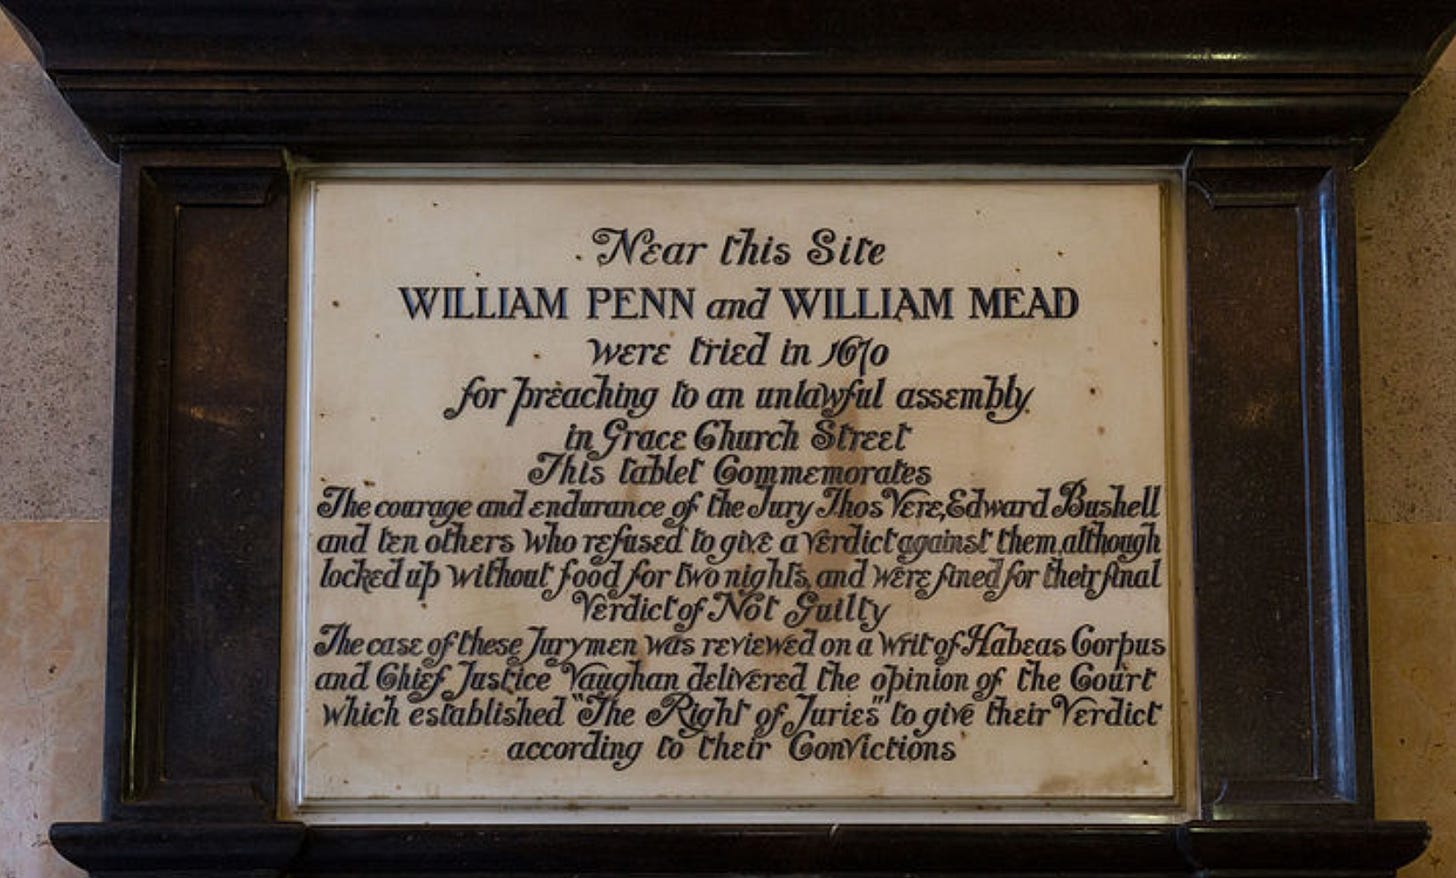 Near this Site
WILLIAM PENN and WILLIAM MEAD
were tried in 1670
for preaching to an unlawful assembly
in Grace Church Street
This tablet Commemorates
The courage and endurance of the Jury Thos Vere, Edward Bushell
and ten others who refused to give a verdict against them, although
locked up without food for two nights, and were fined for their final
Verdict of Not Guilty
The case of these Jurymen was reviewed on a writ of Habeas Corpus
and Chief Justice Vaughan delivered the opinion of the Court
which established "The Right of Juries" to give their Verdict
according to their Convictions